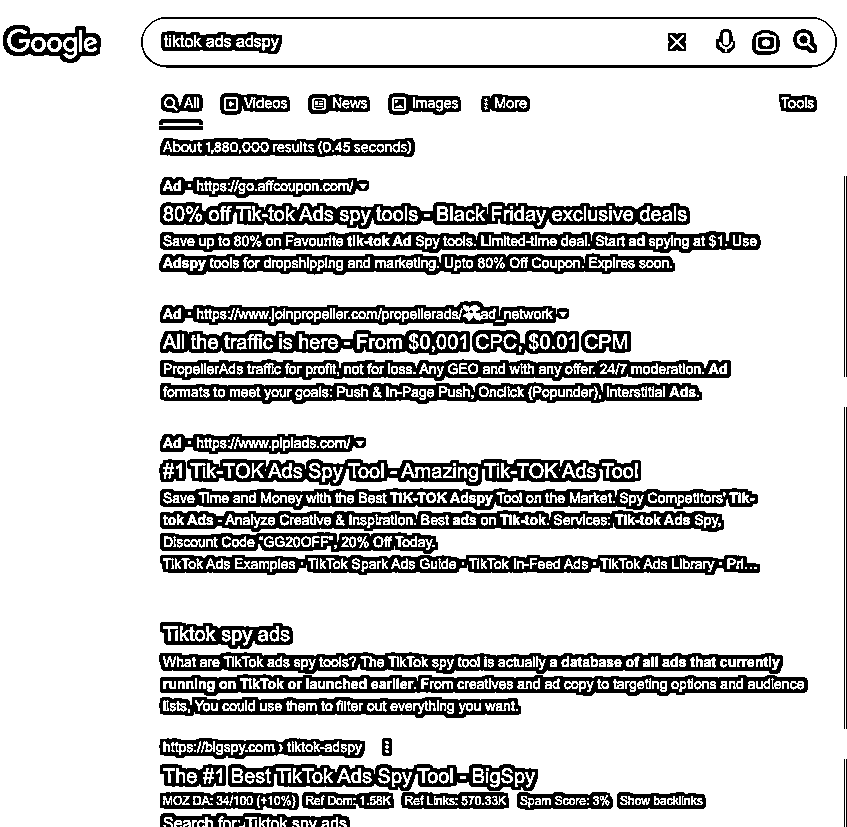 Google
tiktok ads adspy
All Videos News Images More Tools
About 1,880,000 results (0.45 seconds)
Ad · https://go.affcoupon.com/
80% off Tik-tok Ads spy tools - Black Friday exclusive deals
Save up to 80% on Favourite tik-tok Ad Spy tools. Limited-time deal. Start ad spying at $1. Use
Adspy tools for dropshipping and marketing. Upto 80% Off Coupon. Expires soon.
Ad · https://www.joinpropeller.com/propellerads/ad_network
All the traffic is here - From $0,001 CPC, $0.01 CPM
PropellerAds traffic for profit, not for loss. Any GEO and with any offer. 24/7 moderation. Ad
formats to meet your goals: Push & In-Page Push, Onclick (Popunder), Interstitial Ads.
Ad · https://www.pipiads.com/
#1 Tik-TOK Ads Spy Tool - Amazing Tik-TOK Ads Tool
Save Time and Money with the Best TIK-TOK Adspy Tool on the Market. Spy Competitors' Tik-
tok Ads - Analyze Creative & Inspiration. Best ads on Tik-tok. Services: Tik-tok Ads Spy.
Discount Code "GG20OFF", 20% Off Today.
TikTok Ads Examples · TikTok Spark Ads Guide · TikTok In-Feed Ads · TikTok Ads Library · Pri...
Tiktok spy ads
What are TikTok ads spy tools? The TikTok spy tool is actually a database of all ads that currently
running on TikTok or launched earlier. From creatives and ad copy to targeting options and audience
lists, You could use them to filter out everything you want.
https://bigspy.com › tiktok-adspy
The #1 Best TikTok Ads Spy Tool - BigSpy
MOZ DA: 34/100 (+10%) Ref Dom: 1.58K Ref Links: 570.33K Spam Score: 3% Show backlinks
Search for: Tiktok spy ads